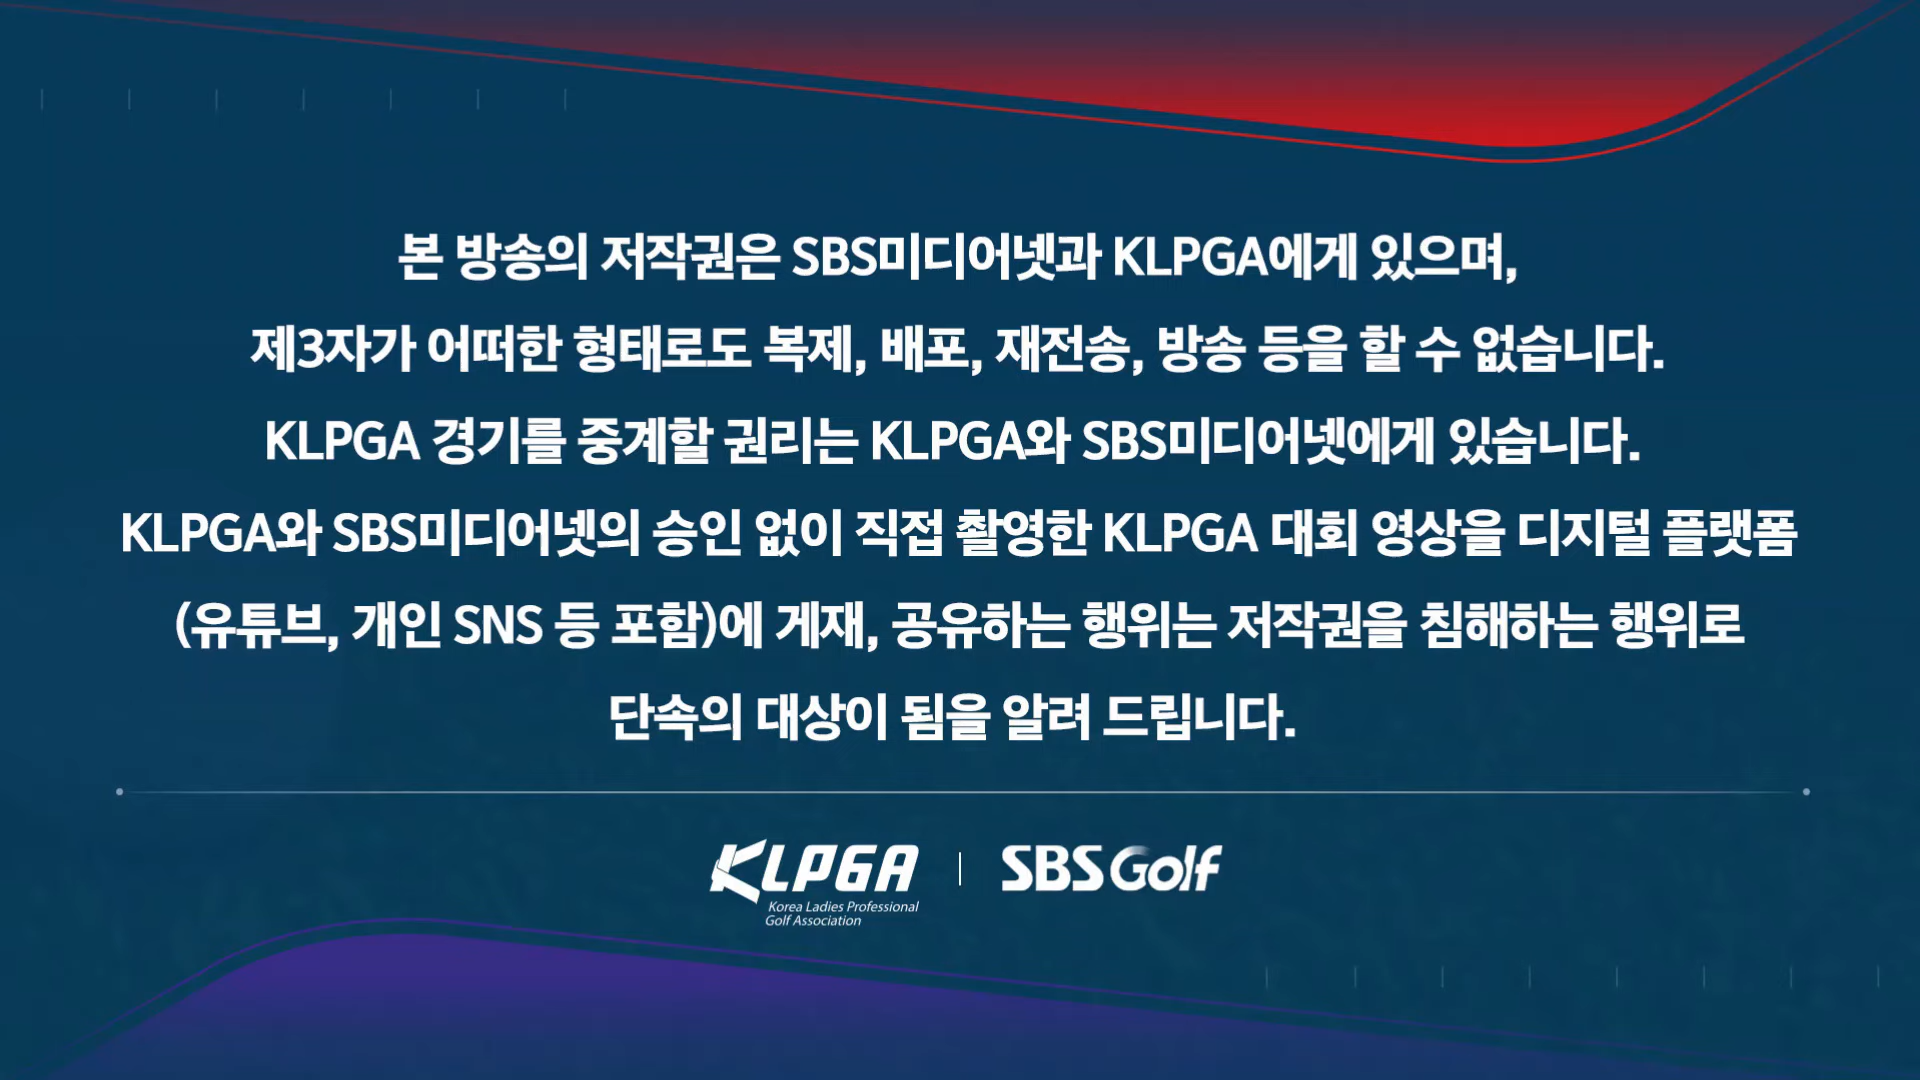 본 방송의 저작권은 SBS미디어넷과 KLPGA에게 있으며,
제3자가 어떠한 형태로도 복제, 배포, 재전송, 방송 등을 할 수 없습니다.
KLPGA 경기를 중계할 권리는 KLPGA와 SBS미디어넷에게 있습니다.
KLPGA와 SBS미디어넷의 승인 없이 직접 촬영한 KLPGA 대회 영상을 디지털 플랫폼
(유튜브, 개인 SNS 등 포함)에 게재, 공유하는 행위는 저작권을 침해하는 행위로
단속의 대상이 됨을 알려 드립니다.
KLPGA | SBS Golf
Korea Ladies Professional
Golf Association